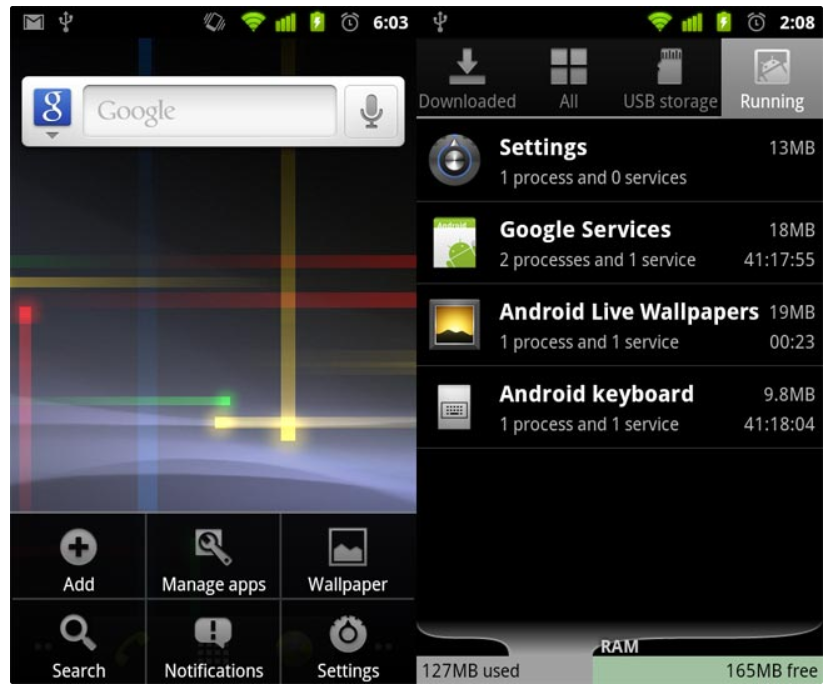 6:03
g
Google
Add
Manage apps
Wallpaper
Search
Notifications
Settings
2:08
Downloaded
All
USB storage
Running
Settings
13MB
1 process and 0 services
Android
Google Services
18MB
2 processes and 1 service
41:17:55
Android Live Wallpapers
19MB
1 process and 1 service
00:23
Android keyboard
9.8MB
1 process and 1 service
41:18:04
RAM
127MB used
165MB free